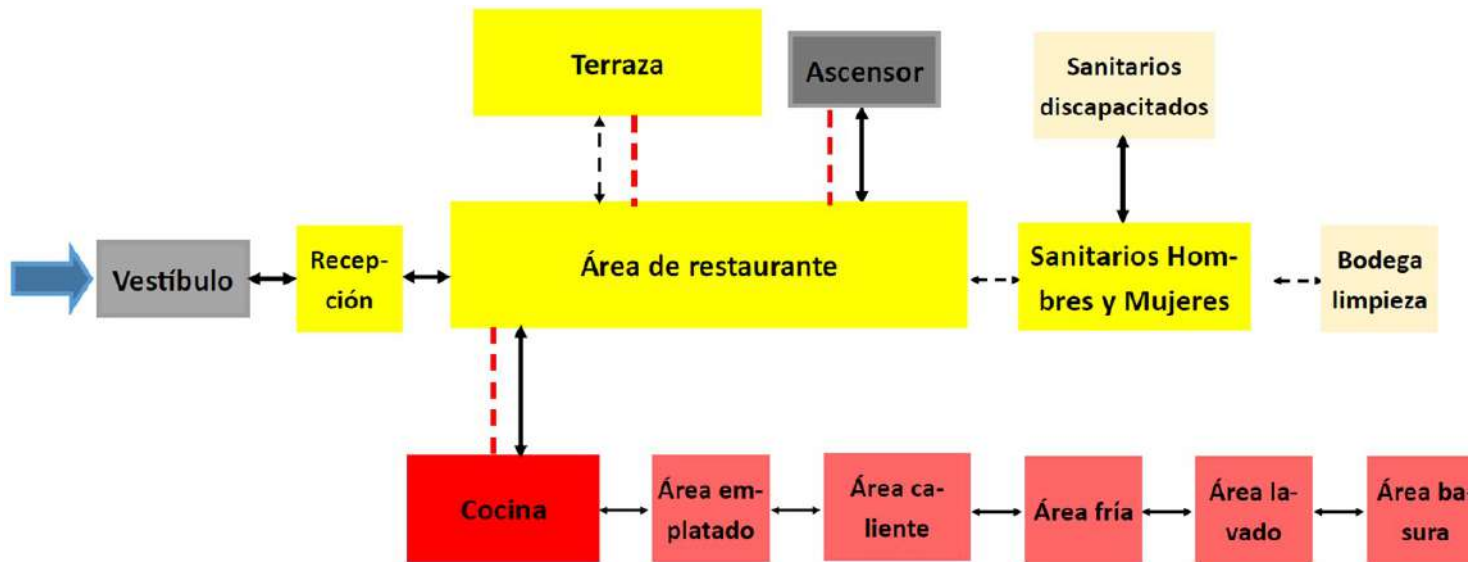 Terraza
Ascensor
Sanitarios
discapacitados
Vestíbulo
Recep-
ción
Área de restaurante
Sanitarios Hom-
bres y Mujeres
Bodega
limpieza
Cocina
Área em-
platado
Área ca-
liente
Área fría
Área la-
vado
Área ba-
sura